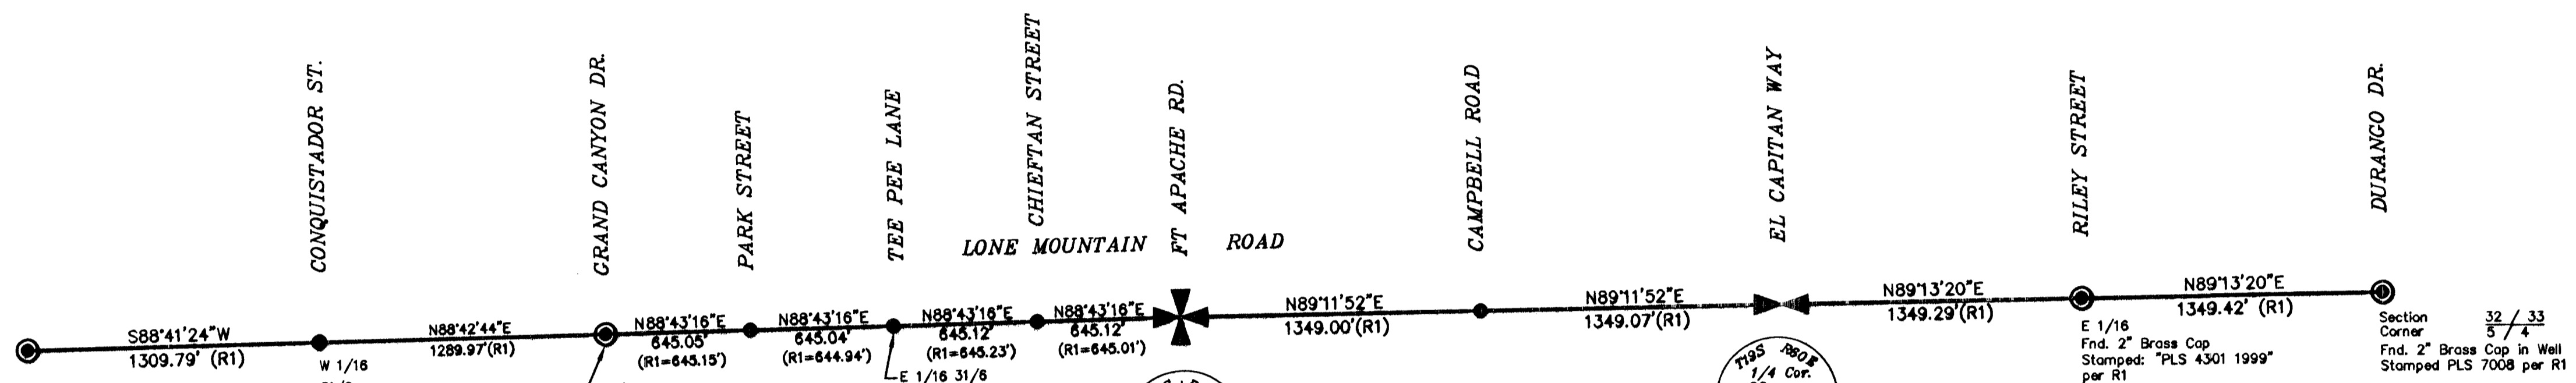 CONQUISTADOR ST.
GRAND CANYON DR.
PARK STREET
TEE PEE LANE
CHIEFTAN STREET
FT APACHE RD.
CAMPBELL ROAD
EL CAPITAN WAY
RILEY STREET
DURANGO DR.
LONE MOUNTAIN ROAD
S88°41'24"W
1309.79' (R1)
N88°42'44"E
1289.97'(R1)
N88°43'16"E
645.05'
(R1=645.15')
N88°43'16"E
645.04'
(R1=644.94')
N88°43'16"E
645.12'
(R1=645.23')
N88°43'16"E
645.12'
(R1=645.01')
N89°11'52"E
1349.00'(R1)
N89°11'52"E
1349.07'(R1)
N89°13'20"E
1349.29'(R1)
N89°13'20"E
1349.42' (R1)
W 1/16
E 1/16 31/6
T19S R60E
1/4 Cor.
E 1/16
Fnd. 2" Brass Cap
Stamped: "PLS 4301 1999"
per R1
Section 32 / 33
Corner 5 / 4
Fnd. 2" Brass Cap in Well
Stamped PLS 7008 per R1